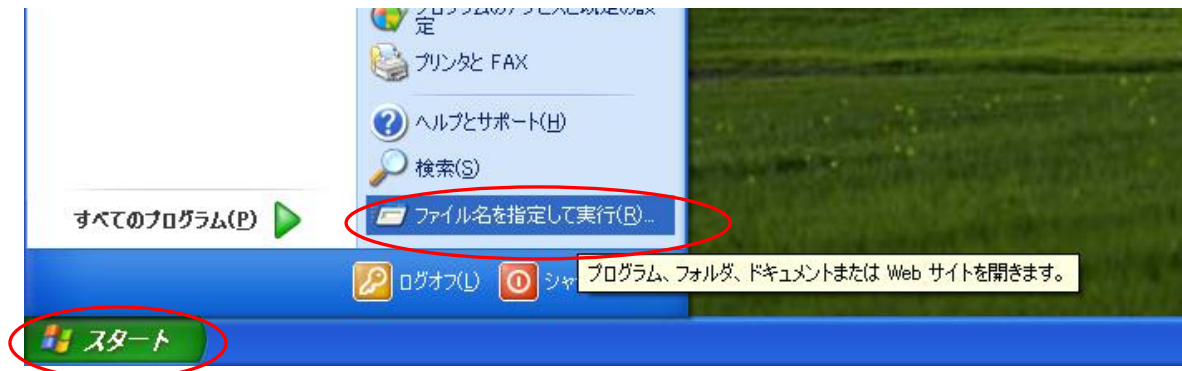 定
プリンタと FAX
ヘルプとサポート(H)
検索(S)
すべてのプログラム(P)
ファイル名を指定して実行(R)...
ログオフ(L)
シャ
プログラム、フォルダ、ドキュメントまたは Web サイトを開きます。
スタート